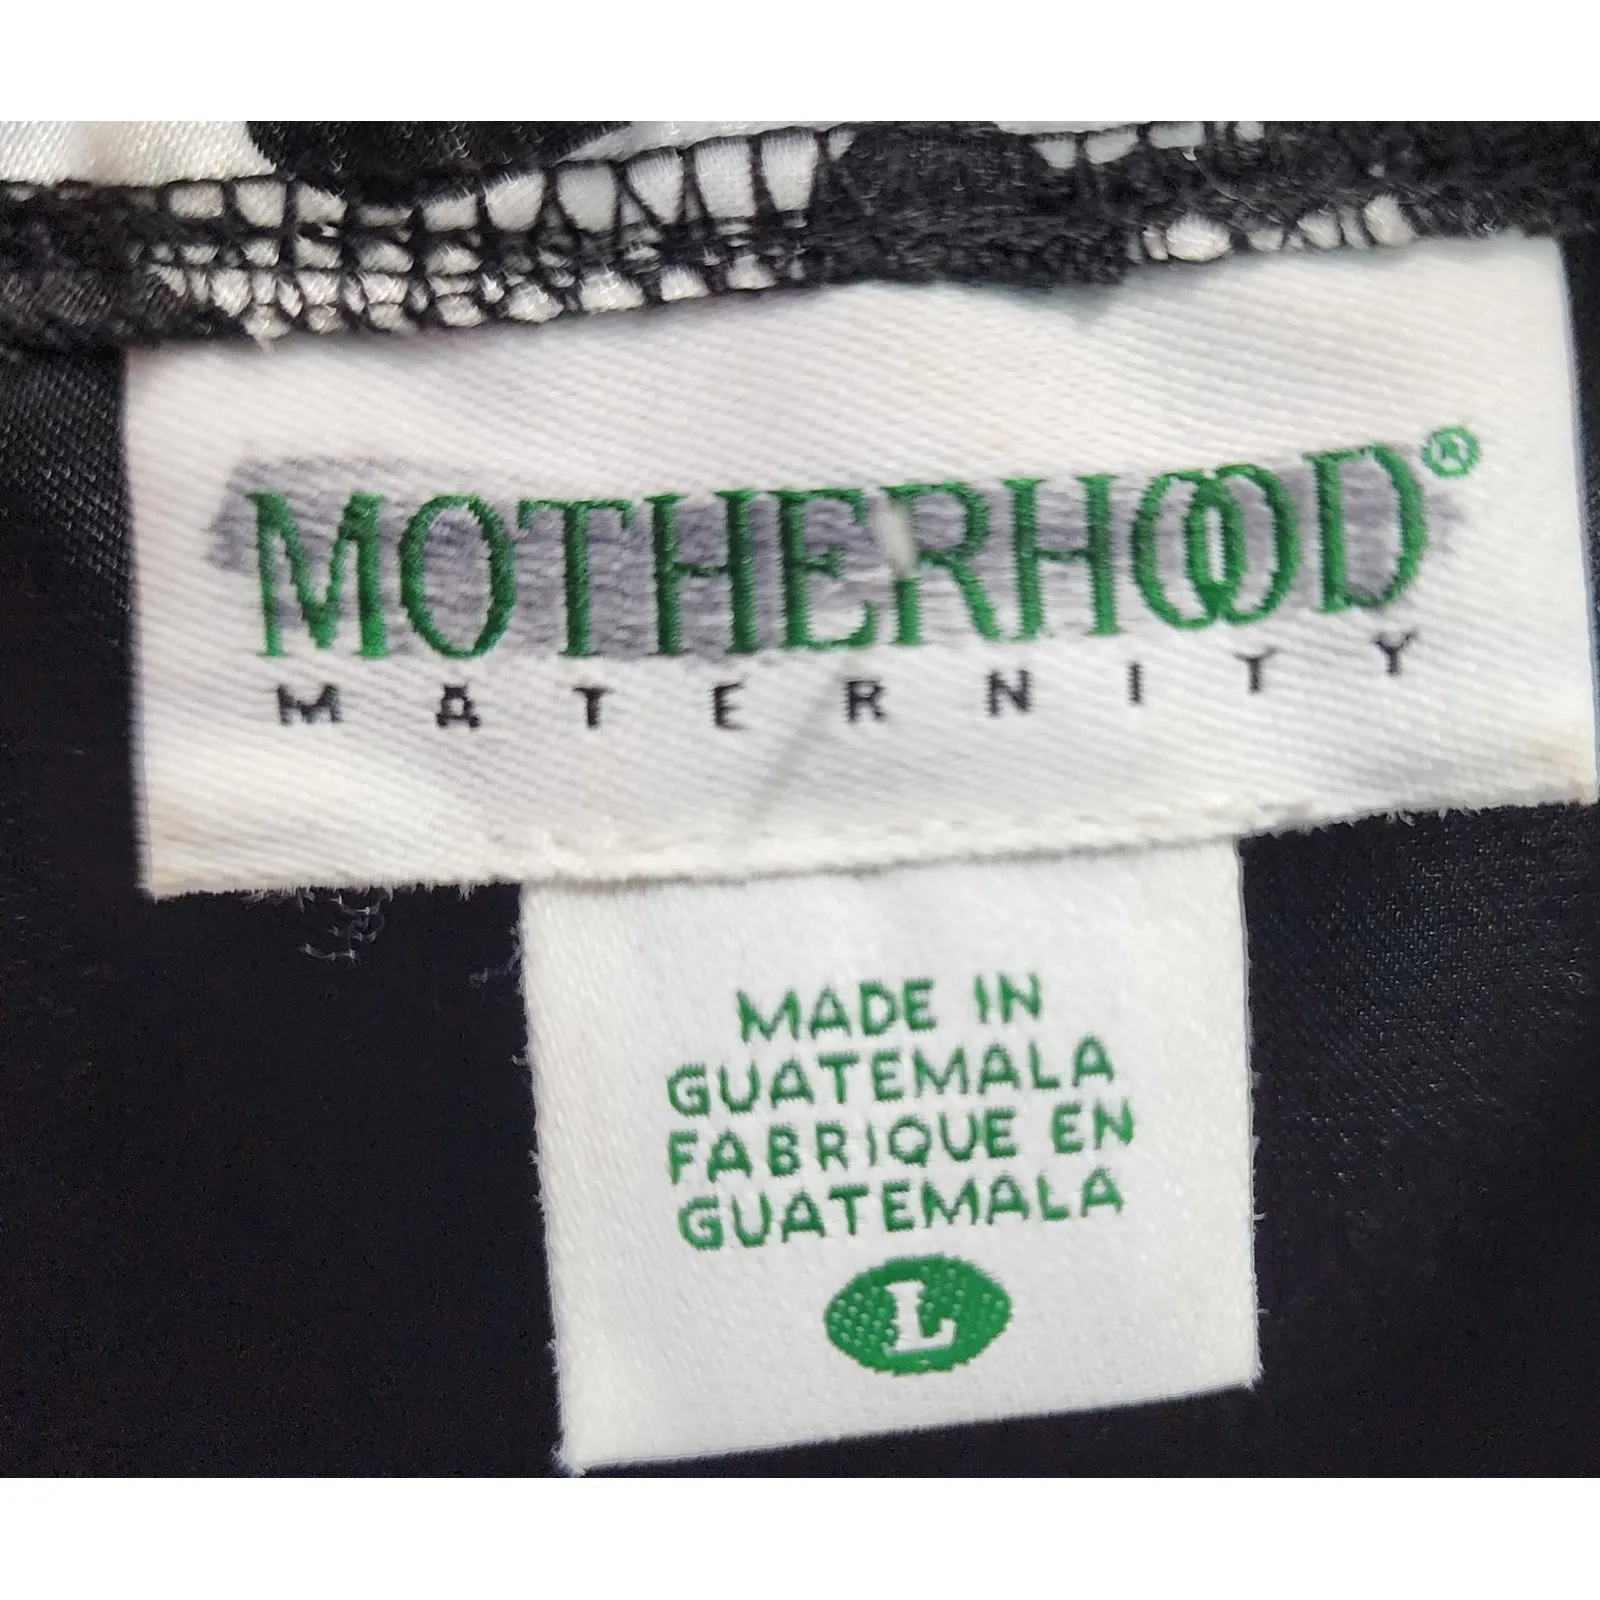 MOTHERHOOD®
MATERNITY
MADE IN
GUATEMALA
FABRIQUE EN
GUATEMALA
L